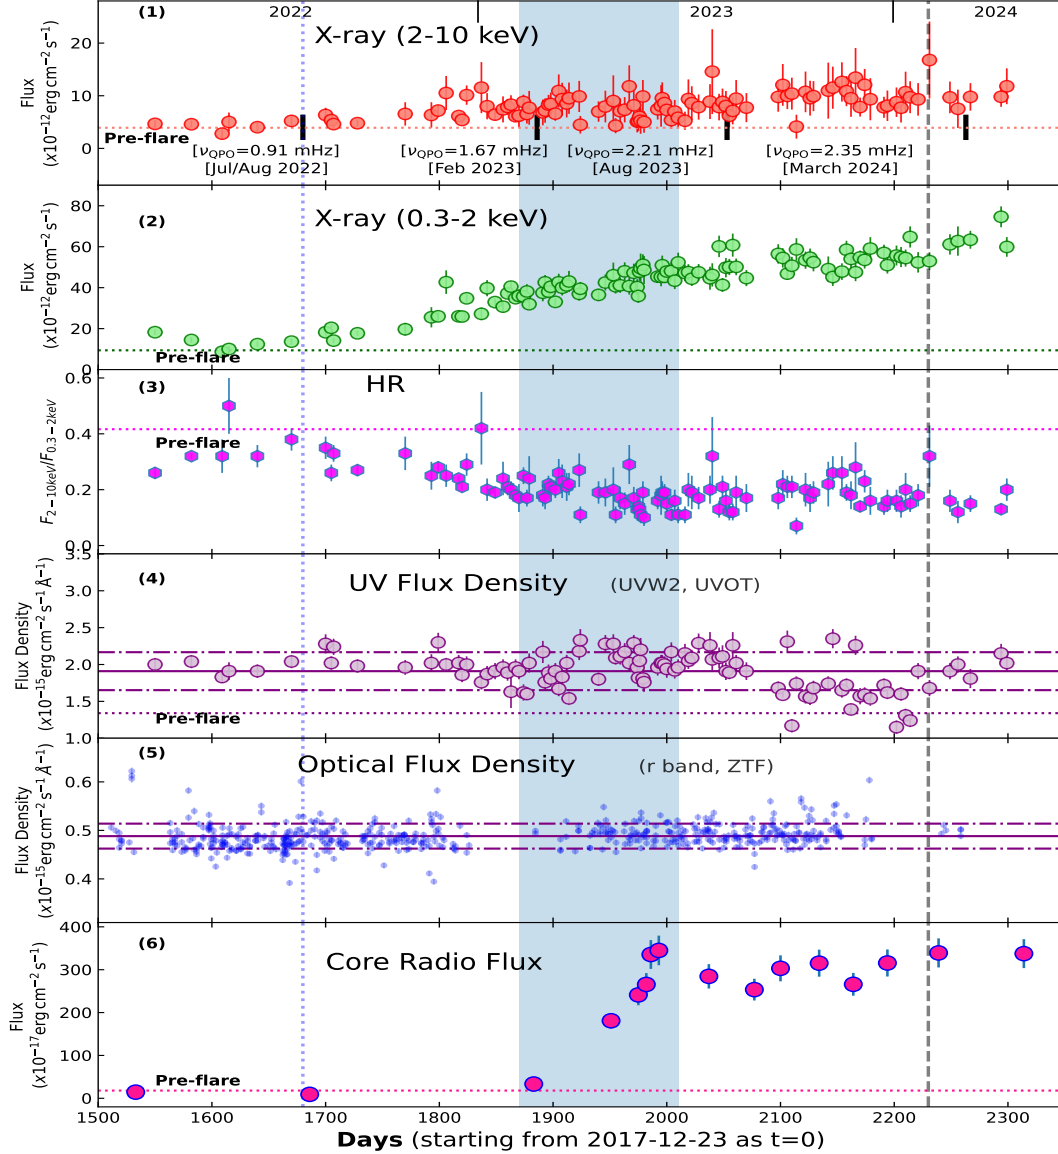 (1)
2022
2023
2024
X-ray (2-10 keV)
Flux
(x10⁻¹²erg cm⁻² s⁻¹)
20
10
0
Pre-flare
[νQPO=0.91 mHz]
[Jul/Aug 2022]
[νQPO=1.67 mHz]
[Feb 2023]
[νQPO=2.21 mHz]
[Aug 2023]
[νQPO=2.35 mHz]
[March 2024]
(2)
X-ray (0.3-2 keV)
Flux
(x10⁻¹²erg cm⁻² s⁻¹)
80
60
40
20
0
Pre-flare
(3)
HR
F2−10keV/F0.3−2keV
0.6
0.4
0.2
0.0
Pre-flare
(4)
UV Flux Density
(UVW2, UVOT)
Flux Density
(x10⁻¹⁵erg cm⁻² s⁻¹ Å⁻¹)
3.5
3.0
2.5
2.0
1.5
1.0
Pre-flare
(5)
Optical Flux Density
(r band, ZTF)
Flux Density
(x10⁻¹⁵erg cm⁻² s⁻¹ Å⁻¹)
0.6
0.5
0.4
(6)
Core Radio Flux
Flux
(x10⁻¹⁷erg cm⁻² s⁻¹)
400
300
200
100
0
Pre-flare
1500 1600 1700 1800 1900 2000 2100 2200 2300
Days (starting from 2017-12-23 as t=0)